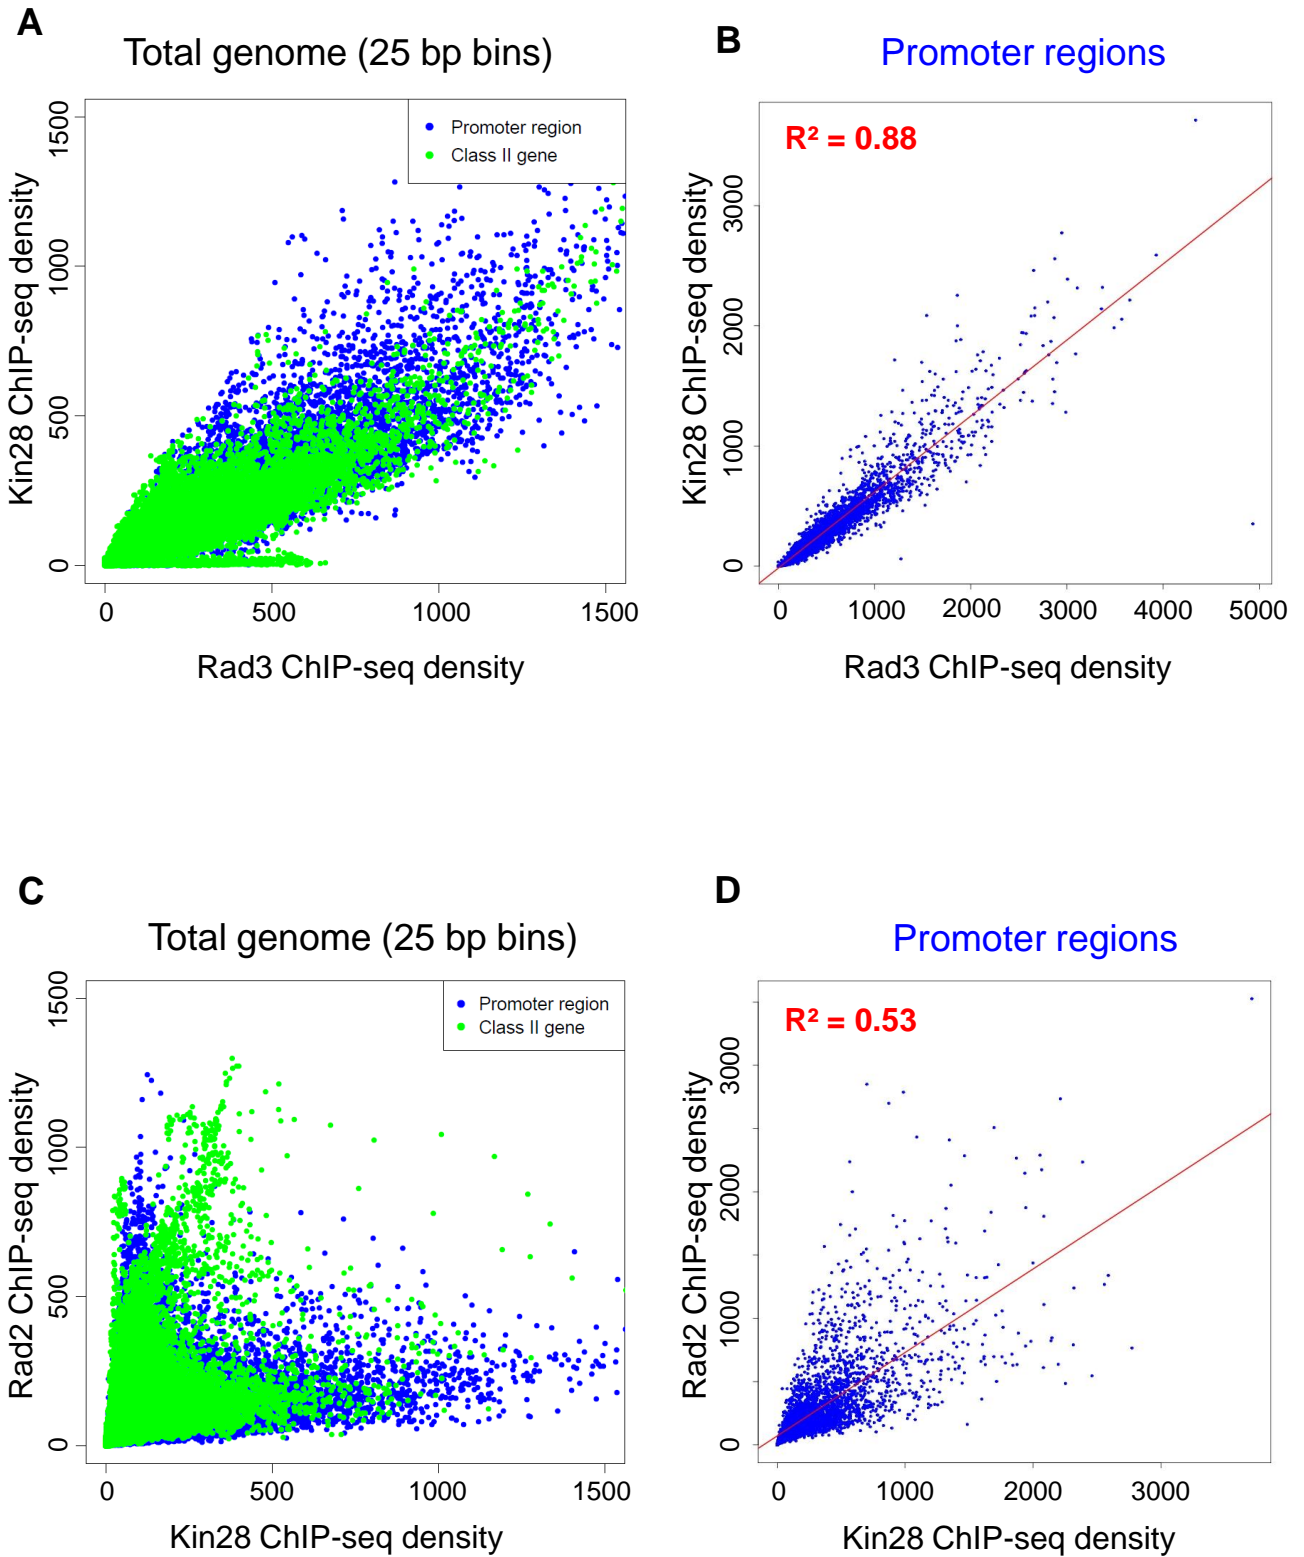 A
Total genome (25 bp bins)
Kin28 ChIP-seq density
1500
1000
500
0
Promoter region
Class II gene
0 500 1000 1500
Rad3 ChIP-seq density
B
Promoter regions
R² = 0.88
Kin28 ChIP-seq density
3000
2000
1000
0
0 1000 2000 3000 4000 5000
Rad3 ChIP-seq density
C
Total genome (25 bp bins)
Rad2 ChIP-seq density
1500
1000
500
0
Promoter region
Class II gene
0 500 1000 1500
Kin28 ChIP-seq density
D
Promoter regions
R² = 0.53
Rad2 ChIP-seq density
3000
2000
1000
0
0 1000 2000 3000
Kin28 ChIP-seq density